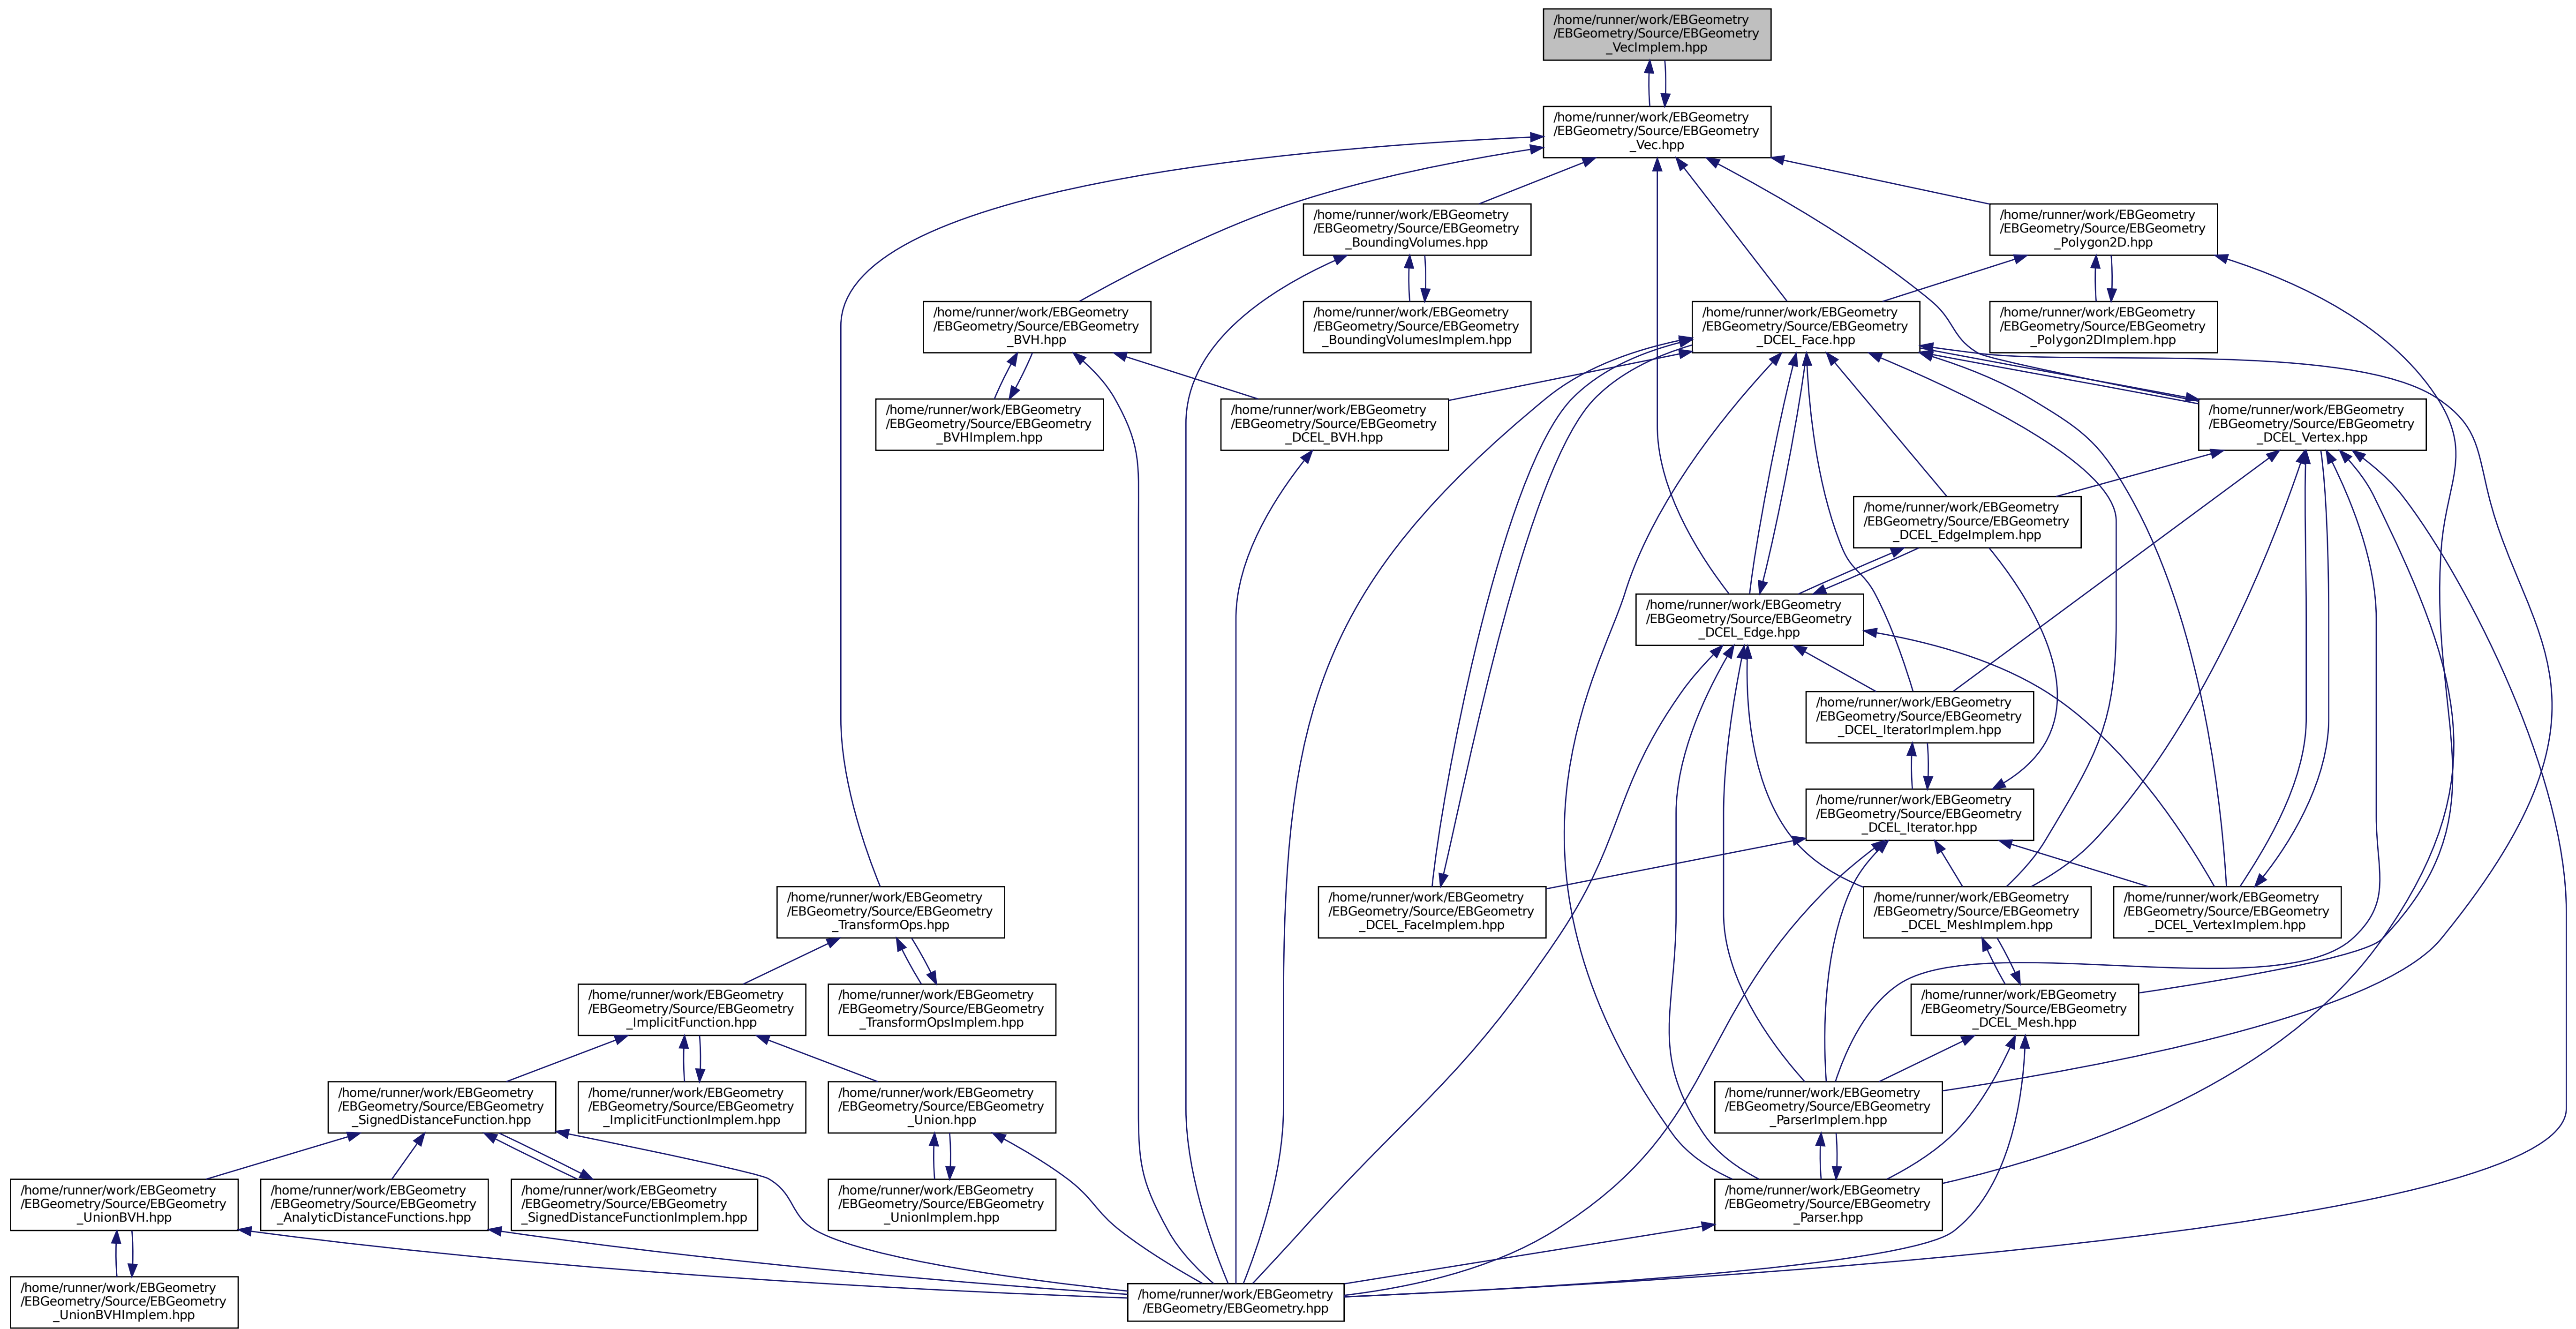 /home/runner/work/EBGeometry
/EBGeometry/Source/EBGeometry
_VecImplem.hpp
/home/runner/work/EBGeometry
/EBGeometry/Source/EBGeometry
_Vec.hpp
/home/runner/work/EBGeometry
/EBGeometry/Source/EBGeometry
_BoundingVolumes.hpp
/home/runner/work/EBGeometry
/EBGeometry/Source/EBGeometry
_Polygon2D.hpp
/home/runner/work/EBGeometry
/EBGeometry/Source/EBGeometry
_BVH.hpp
/home/runner/work/EBGeometry
/EBGeometry/Source/EBGeometry
_BoundingVolumesImplem.hpp
/home/runner/work/EBGeometry
/EBGeometry/Source/EBGeometry
_DCEL_Face.hpp
/home/runner/work/EBGeometry
/EBGeometry/Source/EBGeometry
_Polygon2DImplem.hpp
/home/runner/work/EBGeometry
/EBGeometry/Source/EBGeometry
_BVHImplem.hpp
/home/runner/work/EBGeometry
/EBGeometry/Source/EBGeometry
_DCEL_BVH.hpp
/home/runner/work/EBGeometry
/EBGeometry/Source/EBGeometry
_DCEL_Vertex.hpp
/home/runner/work/EBGeometry
/EBGeometry/Source/EBGeometry
_DCEL_EdgeImplem.hpp
/home/runner/work/EBGeometry
/EBGeometry/Source/EBGeometry
_DCEL_Edge.hpp
/home/runner/work/EBGeometry
/EBGeometry/Source/EBGeometry
_DCEL_IteratorImplem.hpp
/home/runner/work/EBGeometry
/EBGeometry/Source/EBGeometry
_DCEL_Iterator.hpp
/home/runner/work/EBGeometry
/EBGeometry/Source/EBGeometry
_TransformOps.hpp
/home/runner/work/EBGeometry
/EBGeometry/Source/EBGeometry
_DCEL_FaceImplem.hpp
/home/runner/work/EBGeometry
/EBGeometry/Source/EBGeometry
_DCEL_MeshImplem.hpp
/home/runner/work/EBGeometry
/EBGeometry/Source/EBGeometry
_DCEL_VertexImplem.hpp
/home/runner/work/EBGeometry
/EBGeometry/Source/EBGeometry
_ImplicitFunction.hpp
/home/runner/work/EBGeometry
/EBGeometry/Source/EBGeometry
_TransformOpsImplem.hpp
/home/runner/work/EBGeometry
/EBGeometry/Source/EBGeometry
_DCEL_Mesh.hpp
/home/runner/work/EBGeometry
/EBGeometry/Source/EBGeometry
_SignedDistanceFunction.hpp
/home/runner/work/EBGeometry
/EBGeometry/Source/EBGeometry
_ImplicitFunctionImplem.hpp
/home/runner/work/EBGeometry
/EBGeometry/Source/EBGeometry
_Union.hpp
/home/runner/work/EBGeometry
/EBGeometry/Source/EBGeometry
_ParserImplem.hpp
/home/runner/work/EBGeometry
/EBGeometry/Source/EBGeometry
_UnionBVH.hpp
/home/runner/work/EBGeometry
/EBGeometry/Source/EBGeometry
_AnalyticDistanceFunctions.hpp
/home/runner/work/EBGeometry
/EBGeometry/Source/EBGeometry
_SignedDistanceFunctionImplem.hpp
/home/runner/work/EBGeometry
/EBGeometry/Source/EBGeometry
_UnionImplem.hpp
/home/runner/work/EBGeometry
/EBGeometry/Source/EBGeometry
_Parser.hpp
/home/runner/work/EBGeometry
/EBGeometry/Source/EBGeometry
_UnionBVHImplem.hpp
/home/runner/work/EBGeometry
/EBGeometry/EBGeometry.hpp